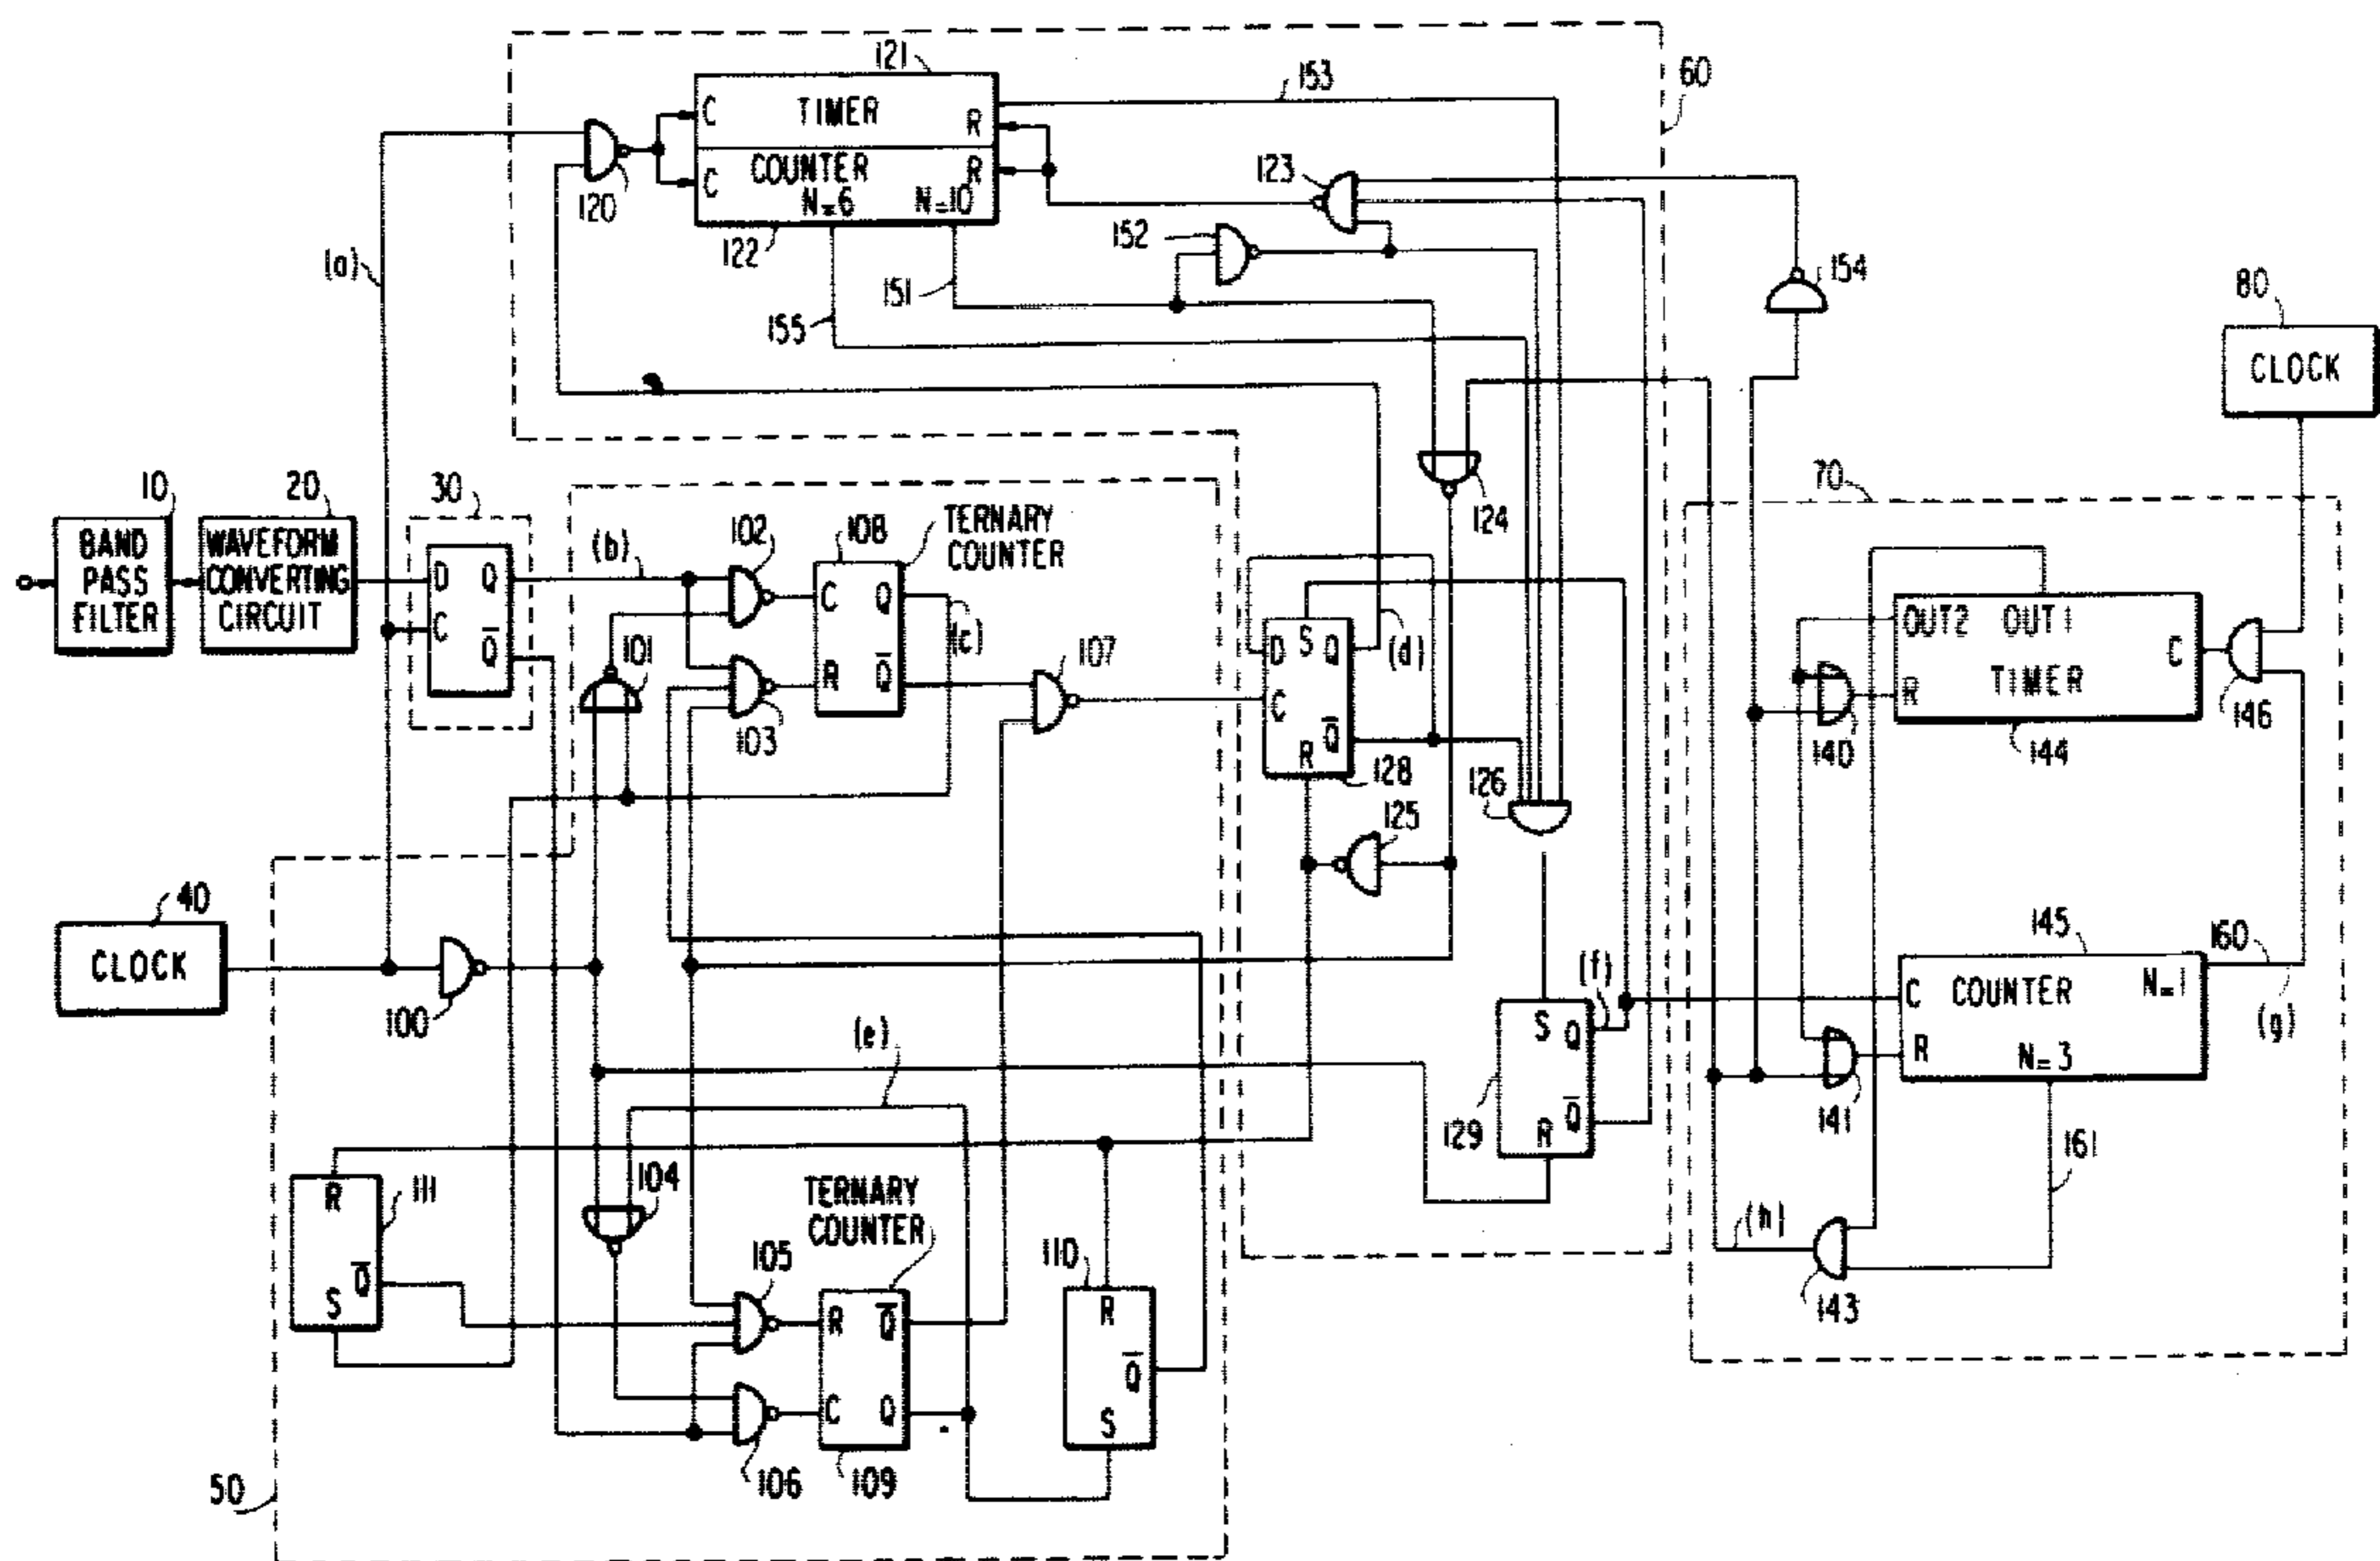 121
153
60
C TIMER R
C COUNTER R
N=6 N=10
120
122
123
152
151
155
(a)
154
80
CLOCK
10
BAND
PASS
FILTER
20
WAVEFORM
CONVERTING
CIRCUIT
30
D Q
C Q̅
(b)
102
101
103
108
TERNARY
COUNTER
C Q
R Q̅
(c)
107
124
D S Q
C
R Q̅
(d)
128
126
125
70
OUT2 OUT1
TIMER C
R
140
144
146
40
CLOCK
100
(e)
129
S Q
R Q̅
(f)
145
160
C COUNTER N=1
R
N=3
(g)
141
161
(h)
143
R
Q̅
S
111
104
TERNARY
COUNTER
105
R Q̅
C Q
106
109
110
R
Q̅
S
50